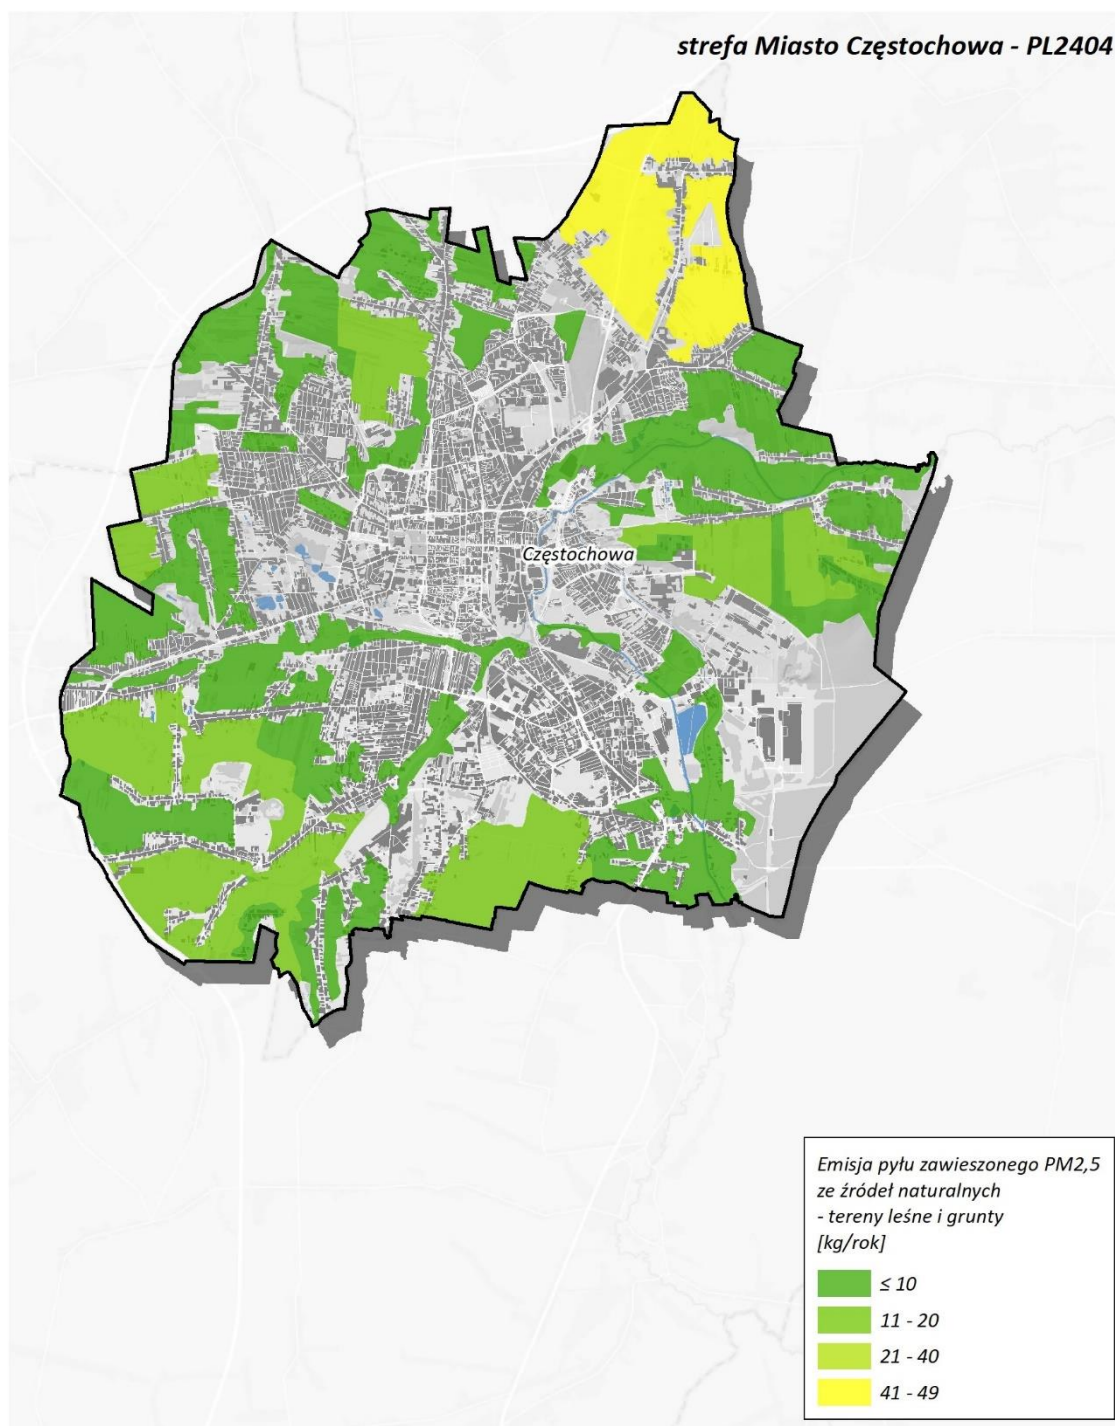 strefa Miasto Częstochowa - PL2404
Częstochowa
Emisja pyłu zawieszonego PM2,5
ze źródeł naturalnych
- tereny leśne i grunty
[kg/rok]
≤ 10
11 - 20
21 - 40
41 - 49